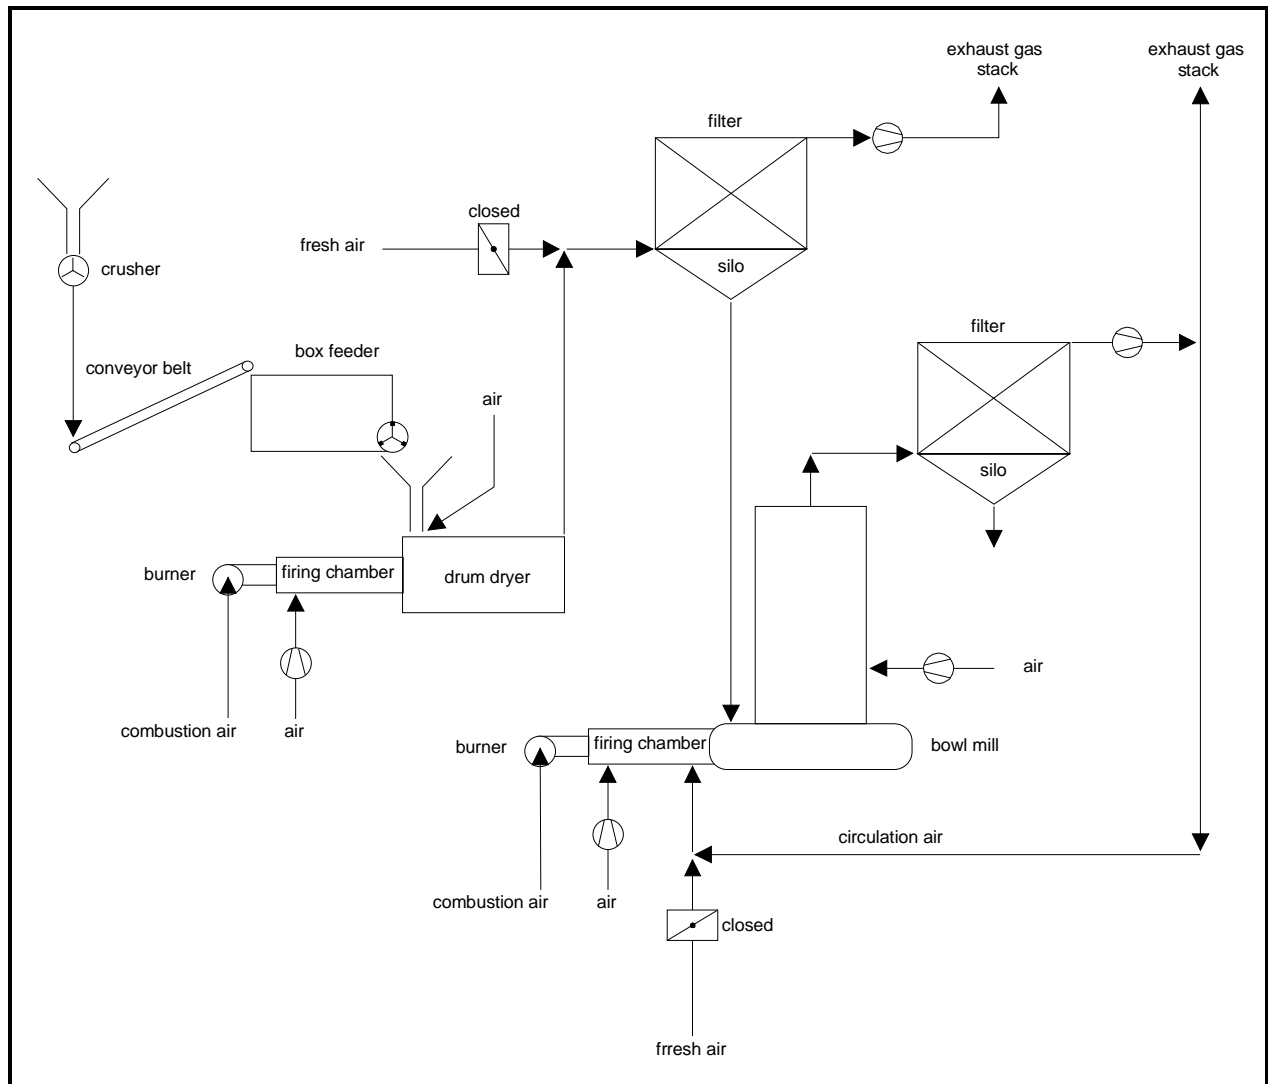 exhaust gas
stack
exhaust gas
stack
filter
closed
fresh air
silo
crusher
filter
box feeder
conveyor belt
air
silo
burner
firing chamber
drum dryer
air
combustion air
air
burner
firing chamber
bowl mill
circulation air
combustion air
air
closed
frresh air